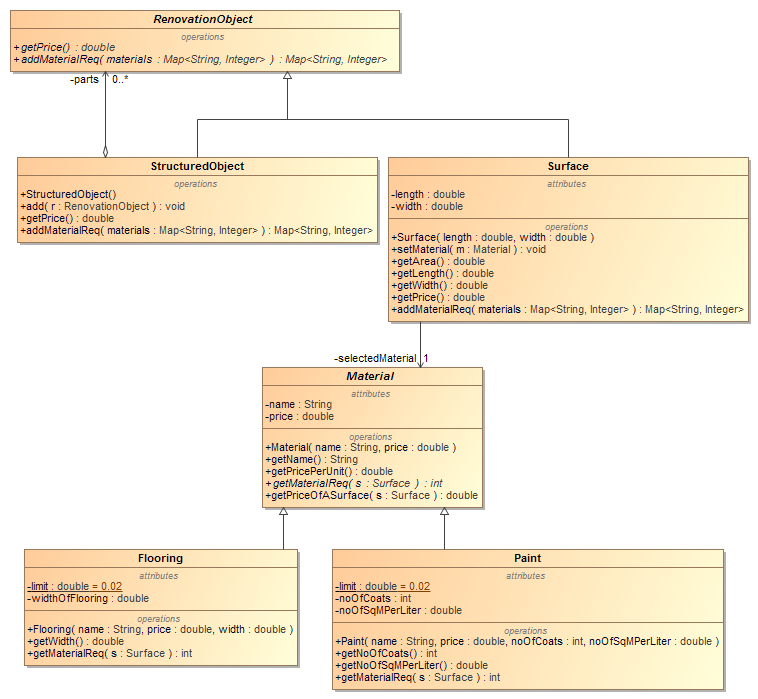 RenovationObject
operations
+getPrice() : double
+addMaterialReq( materials : Map<String, Integer> ) : Map<String, Integer>
-parts 0..*
StructuredObject
operations
+StructuredObject()
+add( r : RenovationObject ) : void
+getPrice() : double
+addMaterialReq( materials : Map<String, Integer> ) : Map<String, Integer>
Surface
attributes
-length : double
-width : double
operations
+Surface( length : double, width : double )
+setMaterial( m : Material ) : void
+getArea() : double
+getLength() : double
+getWidth() : double
+getPrice() : double
+addMaterialReq( materials : Map<String, Integer> ) : Map<String, Integer>
-selectedMaterial 1
Material
attributes
-name : String
-price : double
operations
+Material( name : String, price : double )
+getName() : String
+getPricePerUnit() : double
+getMaterialReq( s : Surface ) : int
+getPriceOfASurface( s : Surface ) : double
Flooring
attributes
-limit : double = 0.02
-widthOfFlooring : double
operations
+Flooring( name : String, price : double, width : double )
+getWidth() : double
+getMaterialReq( s : Surface ) : int
Paint
attributes
-limit : double = 0.02
-noOfCoats : int
-noOfSqMPerLiter : double
operations
+Paint( name : String, price : double, noOfCoats : int, noOfSqMPerLiter : double )
+getNoOfCoats() : int
+getNoOfSqMPerLiter() : double
+getMaterialReq( s : Surface ) : int